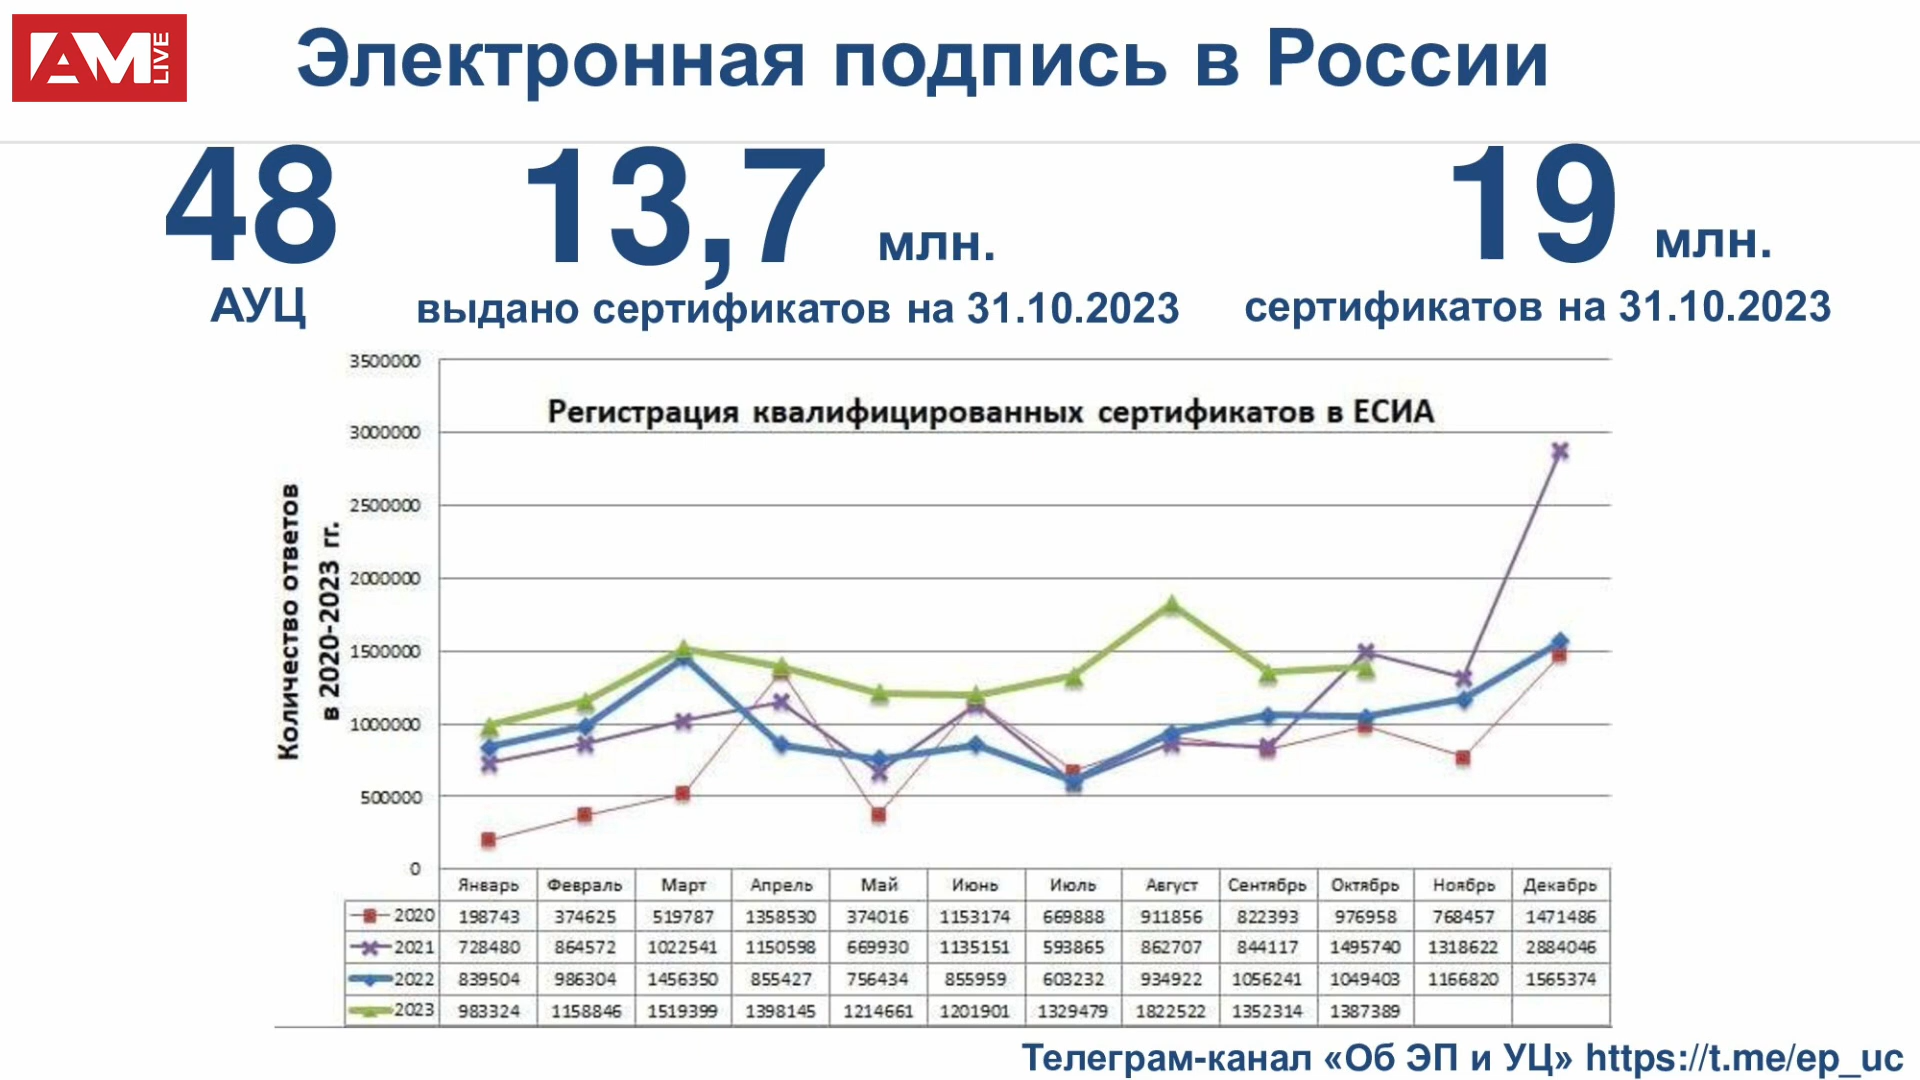 AM LIVE
Электронная подпись в России
48
АУЦ
13,7 млн.
выдано сертификатов на 31.10.2023
19 млн.
сертификатов на 31.10.2023
Регистрация квалифицированных сертификатов в ЕСИА
Количество ответов
в 2020-2023 гг.
3500000
3000000
2500000
2000000
1500000
1000000
500000
0
Январь Февраль Март Апрель Май Июнь Июль Август Сентябрь Октябрь Ноябрь Декабрь
2020 198743 374625 519787 1358530 374016 1153174 669888 911856 822393 976958 768457 1471486
2021 728480 864572 1022541 1150598 669930 1135151 593865 862707 844117 1495740 1318622 2884046
2022 839504 986304 1456350 855427 756434 855959 603232 934922 1056241 1049403 1166820 1565374
2023 983324 1158846 1519399 1398145 1214661 1201901 1329479 1822522 1352314 1387389
Телеграм-канал «Об ЭП и УЦ» https://t.me/ep_uc